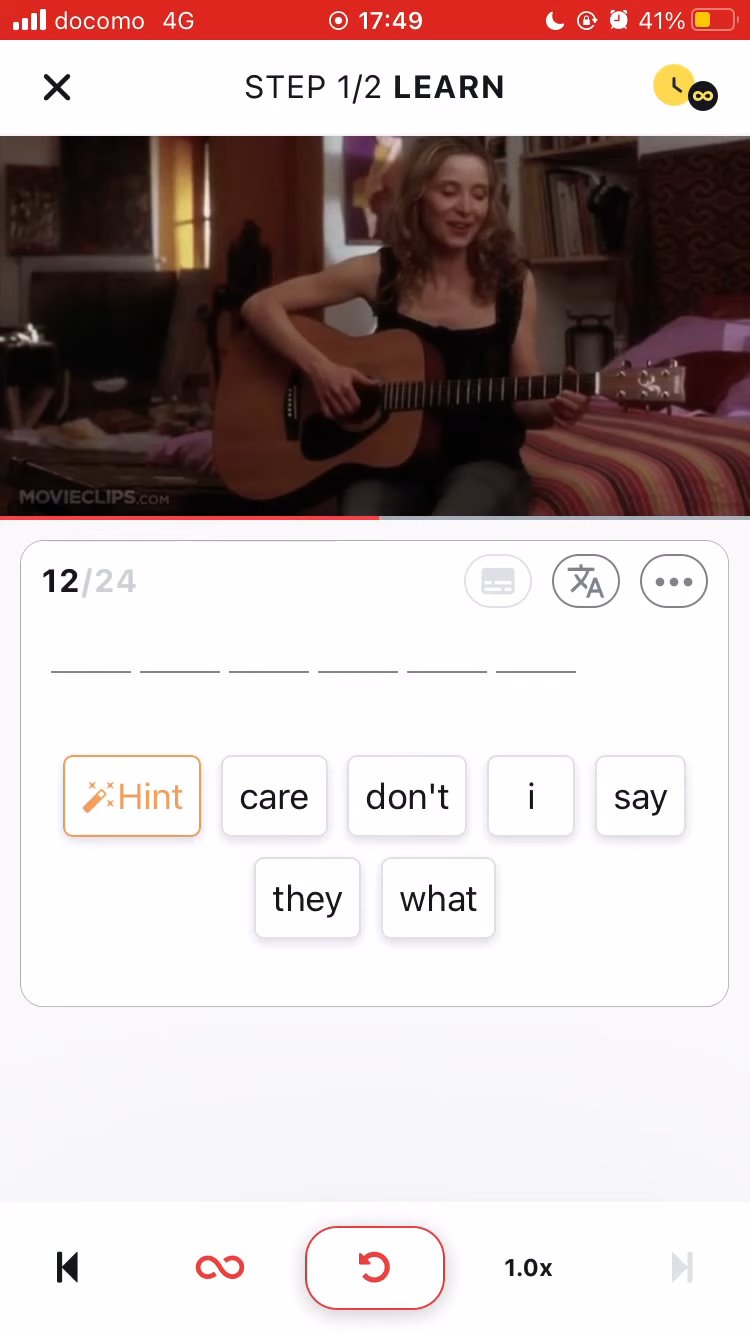 docomo 4G 17:49 41%
STEP 1/2 LEARN
MOVIECLIPS.COM
12/24
Hint care don't i say
they what
1.0x